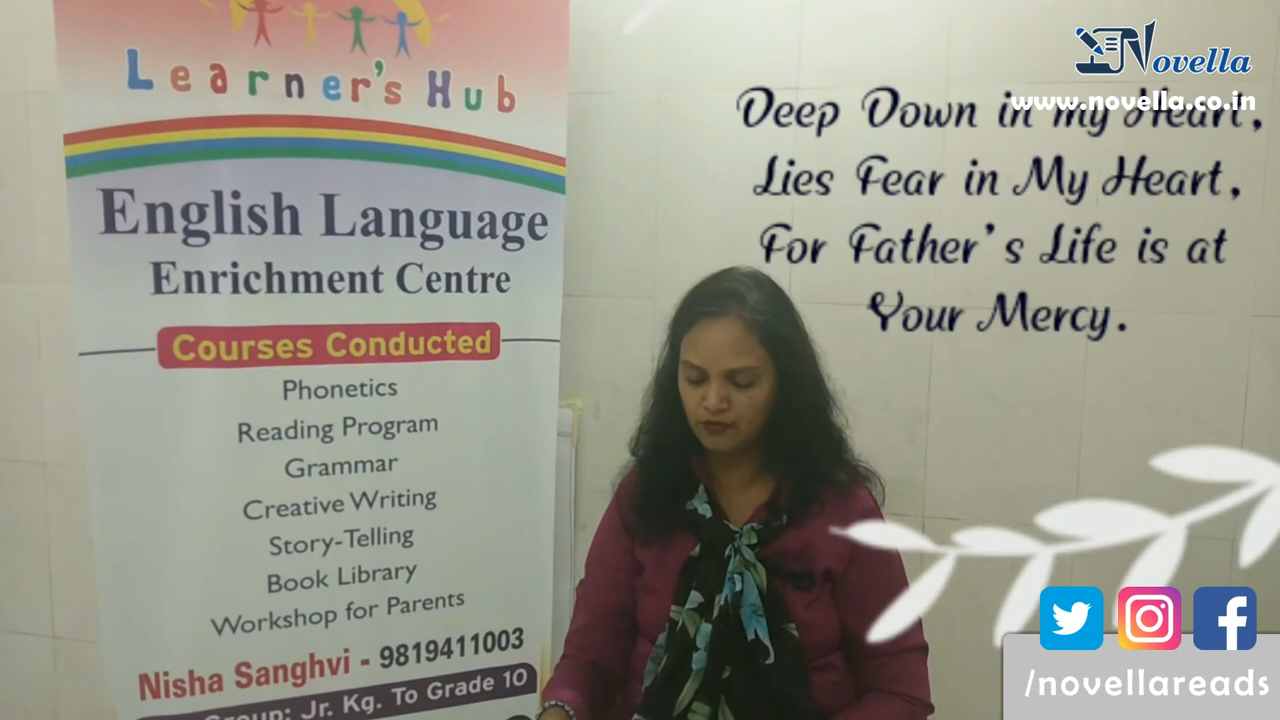 Learner's Hub
English Language
Enrichment Centre
Courses Conducted
Phonetics
Reading Program
Grammar
Creative Writing
Story-Telling
Book Library
Workshop for Parents
Nisha Sanghvi - 9819411003
Group: Jr. Kg. To Grade 10
Novella
www.novella.co.in
Deep Down in my Heart,
Lies Fear in My Heart,
For Father's Life is at
Your Mercy.
/novellareads